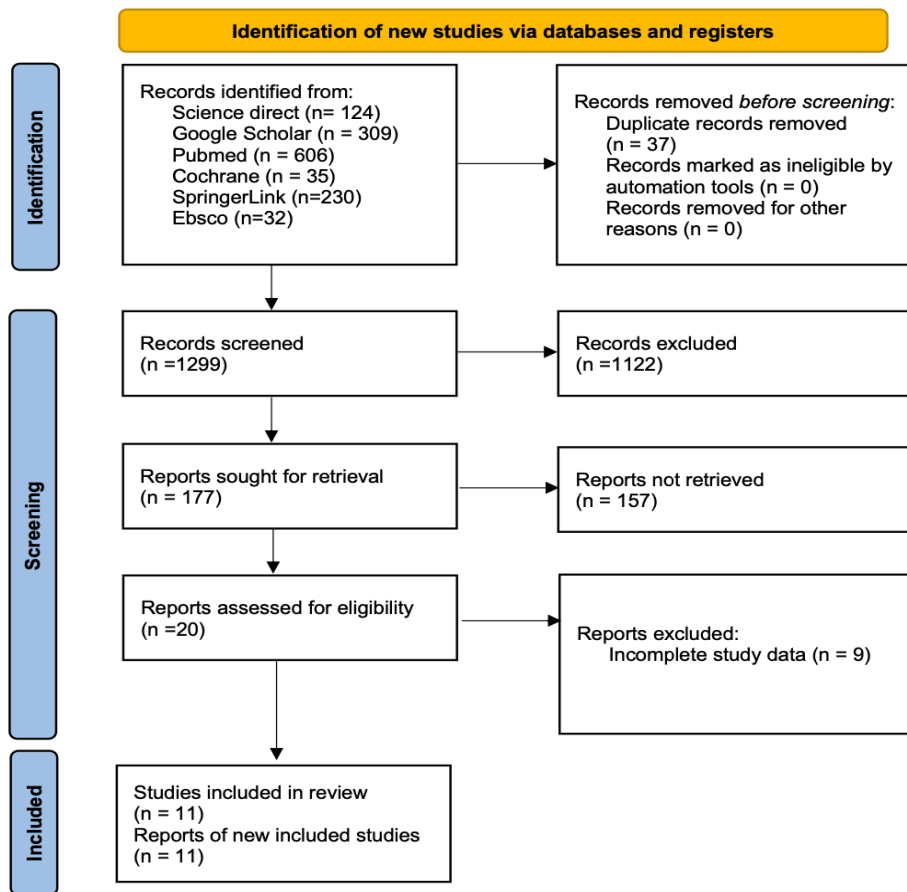 Identification of new studies via databases and registers
Identification
Records identified from:
Science direct (n= 124)
Google Scholar (n = 309)
Pubmed (n = 606)
Cochrane (n = 35)
SpringerLink (n=230)
Ebsco (n=32)
Records removed before screening:
Duplicate records removed
(n = 37)
Records marked as ineligible by
automation tools (n = 0)
Records removed for other
reasons (n = 0)
Screening
Records screened
(n =1299)
Records excluded
(n =1122)
Reports sought for retrieval
(n = 177)
Reports not retrieved
(n = 157)
Reports assessed for eligibility
(n =20)
Reports excluded:
Incomplete study data (n = 9)
Included
Studies included in review
(n = 11)
Reports of new included studies
(n = 11)